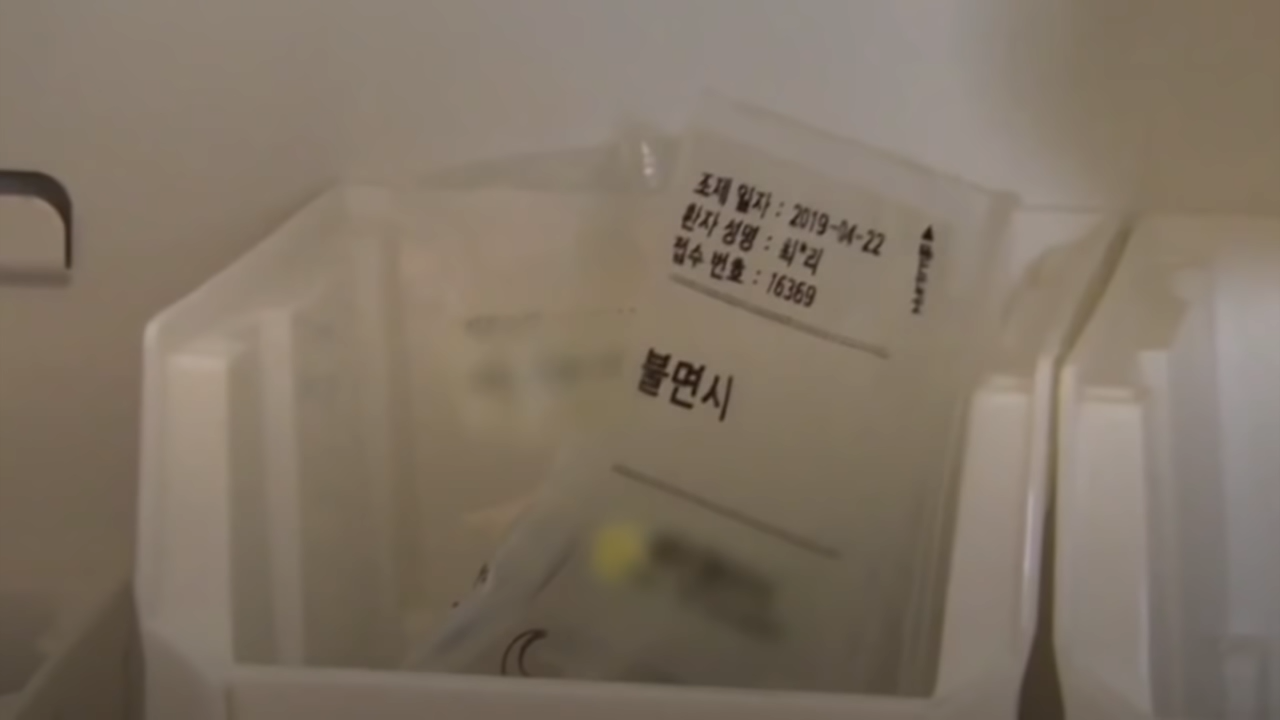 조제 일자 : 2019-04-22
환자 성명 : 최*리
접수 번호 : 16369
불면시